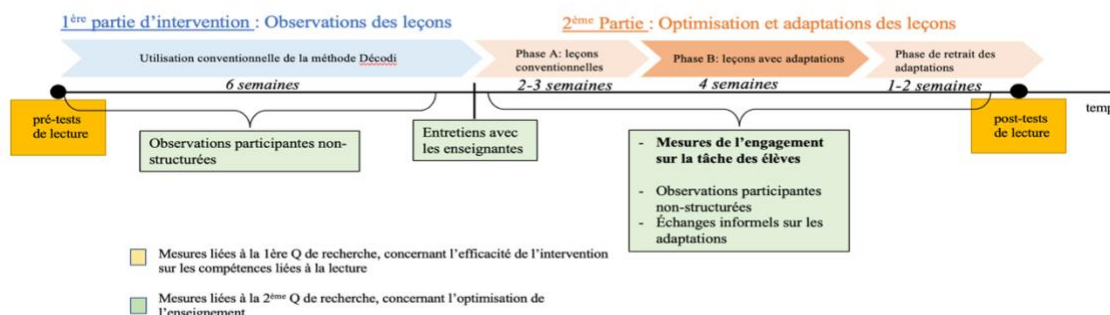 1ère partie d'intervention : Observations des leçons
2ème Partie : Optimisation et adaptations des leçons
Utilisation conventionnelle de la méthode Décodi
Phase A: leçons
conventionnelles
Phase B: leçons avec adaptations
Phase de retrait des
adaptations
6 semaines
2-3 semaines
4 semaines
1-2 semaines
temp
pré-tests
de lecture
Observations participantes non-
structurées
Entretiens avec
les enseignantes
- Mesures de l'engagement
sur la tâche des élèves
- Observations participantes
non-structurées
- Échanges informels sur les
adaptations
post-tests
de lecture
Mesures liées à la 1ère Q de recherche, concernant l'efficacité de l'intervention
sur les compétences liées à la lecture
Mesures liées à la 2ème Q de recherche, concernant l'optimisation de
l'enseignement